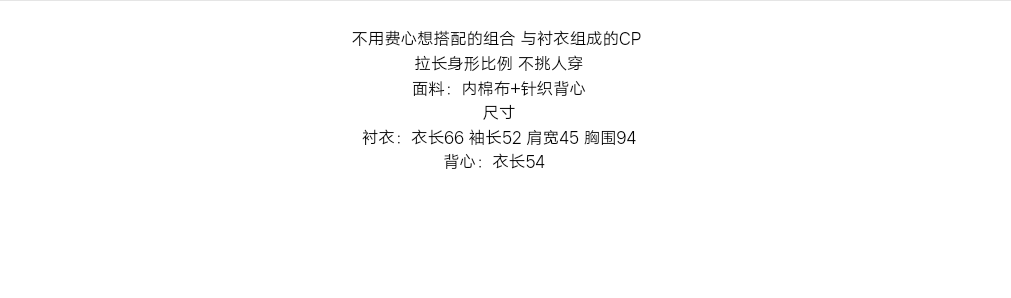 不用费心想搭配的组合 与衬衣组成的CP
拉长身形比例 不挑人穿
面料：内棉布+针织背心
尺寸
衬衣：衣长66 袖长52 肩宽45 胸围94
背心：衣长54